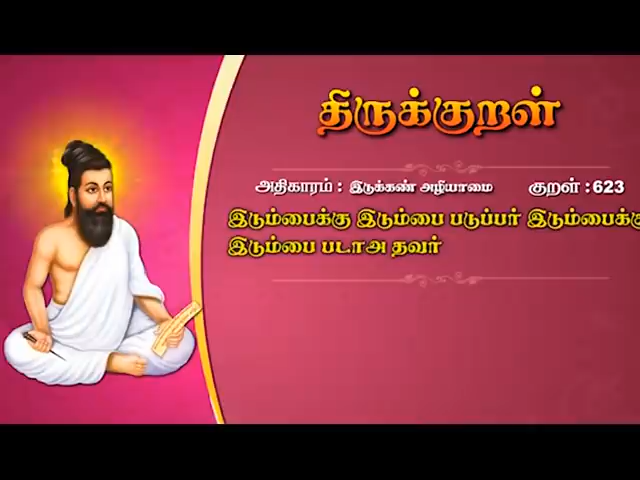 திருக்குறள்
அதிகாரம் : இடுக்கண் அழியாமை குறள் : 623
இடும்பைக்கு இடும்பை படுப்பர் இடும்பைக்கு
இடும்பை படாஅ தவர்